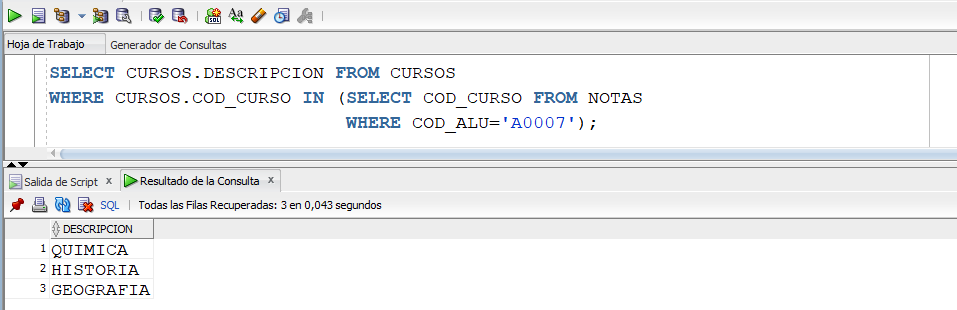 Hoja de Trabajo Generador de Consultas
SELECT CURSOS.DESCRIPCION FROM CURSOS
WHERE CURSOS.COD_CURSO IN (SELECT COD_CURSO FROM NOTAS
WHERE COD_ALU='A0007');
Salida de Script x Resultado de la Consulta x
SQL | Todas las Filas Recuperadas: 3 en 0,043 segundos
DESCRIPCION
1 QUIMICA
2 HISTORIA
3 GEOGRAFIA